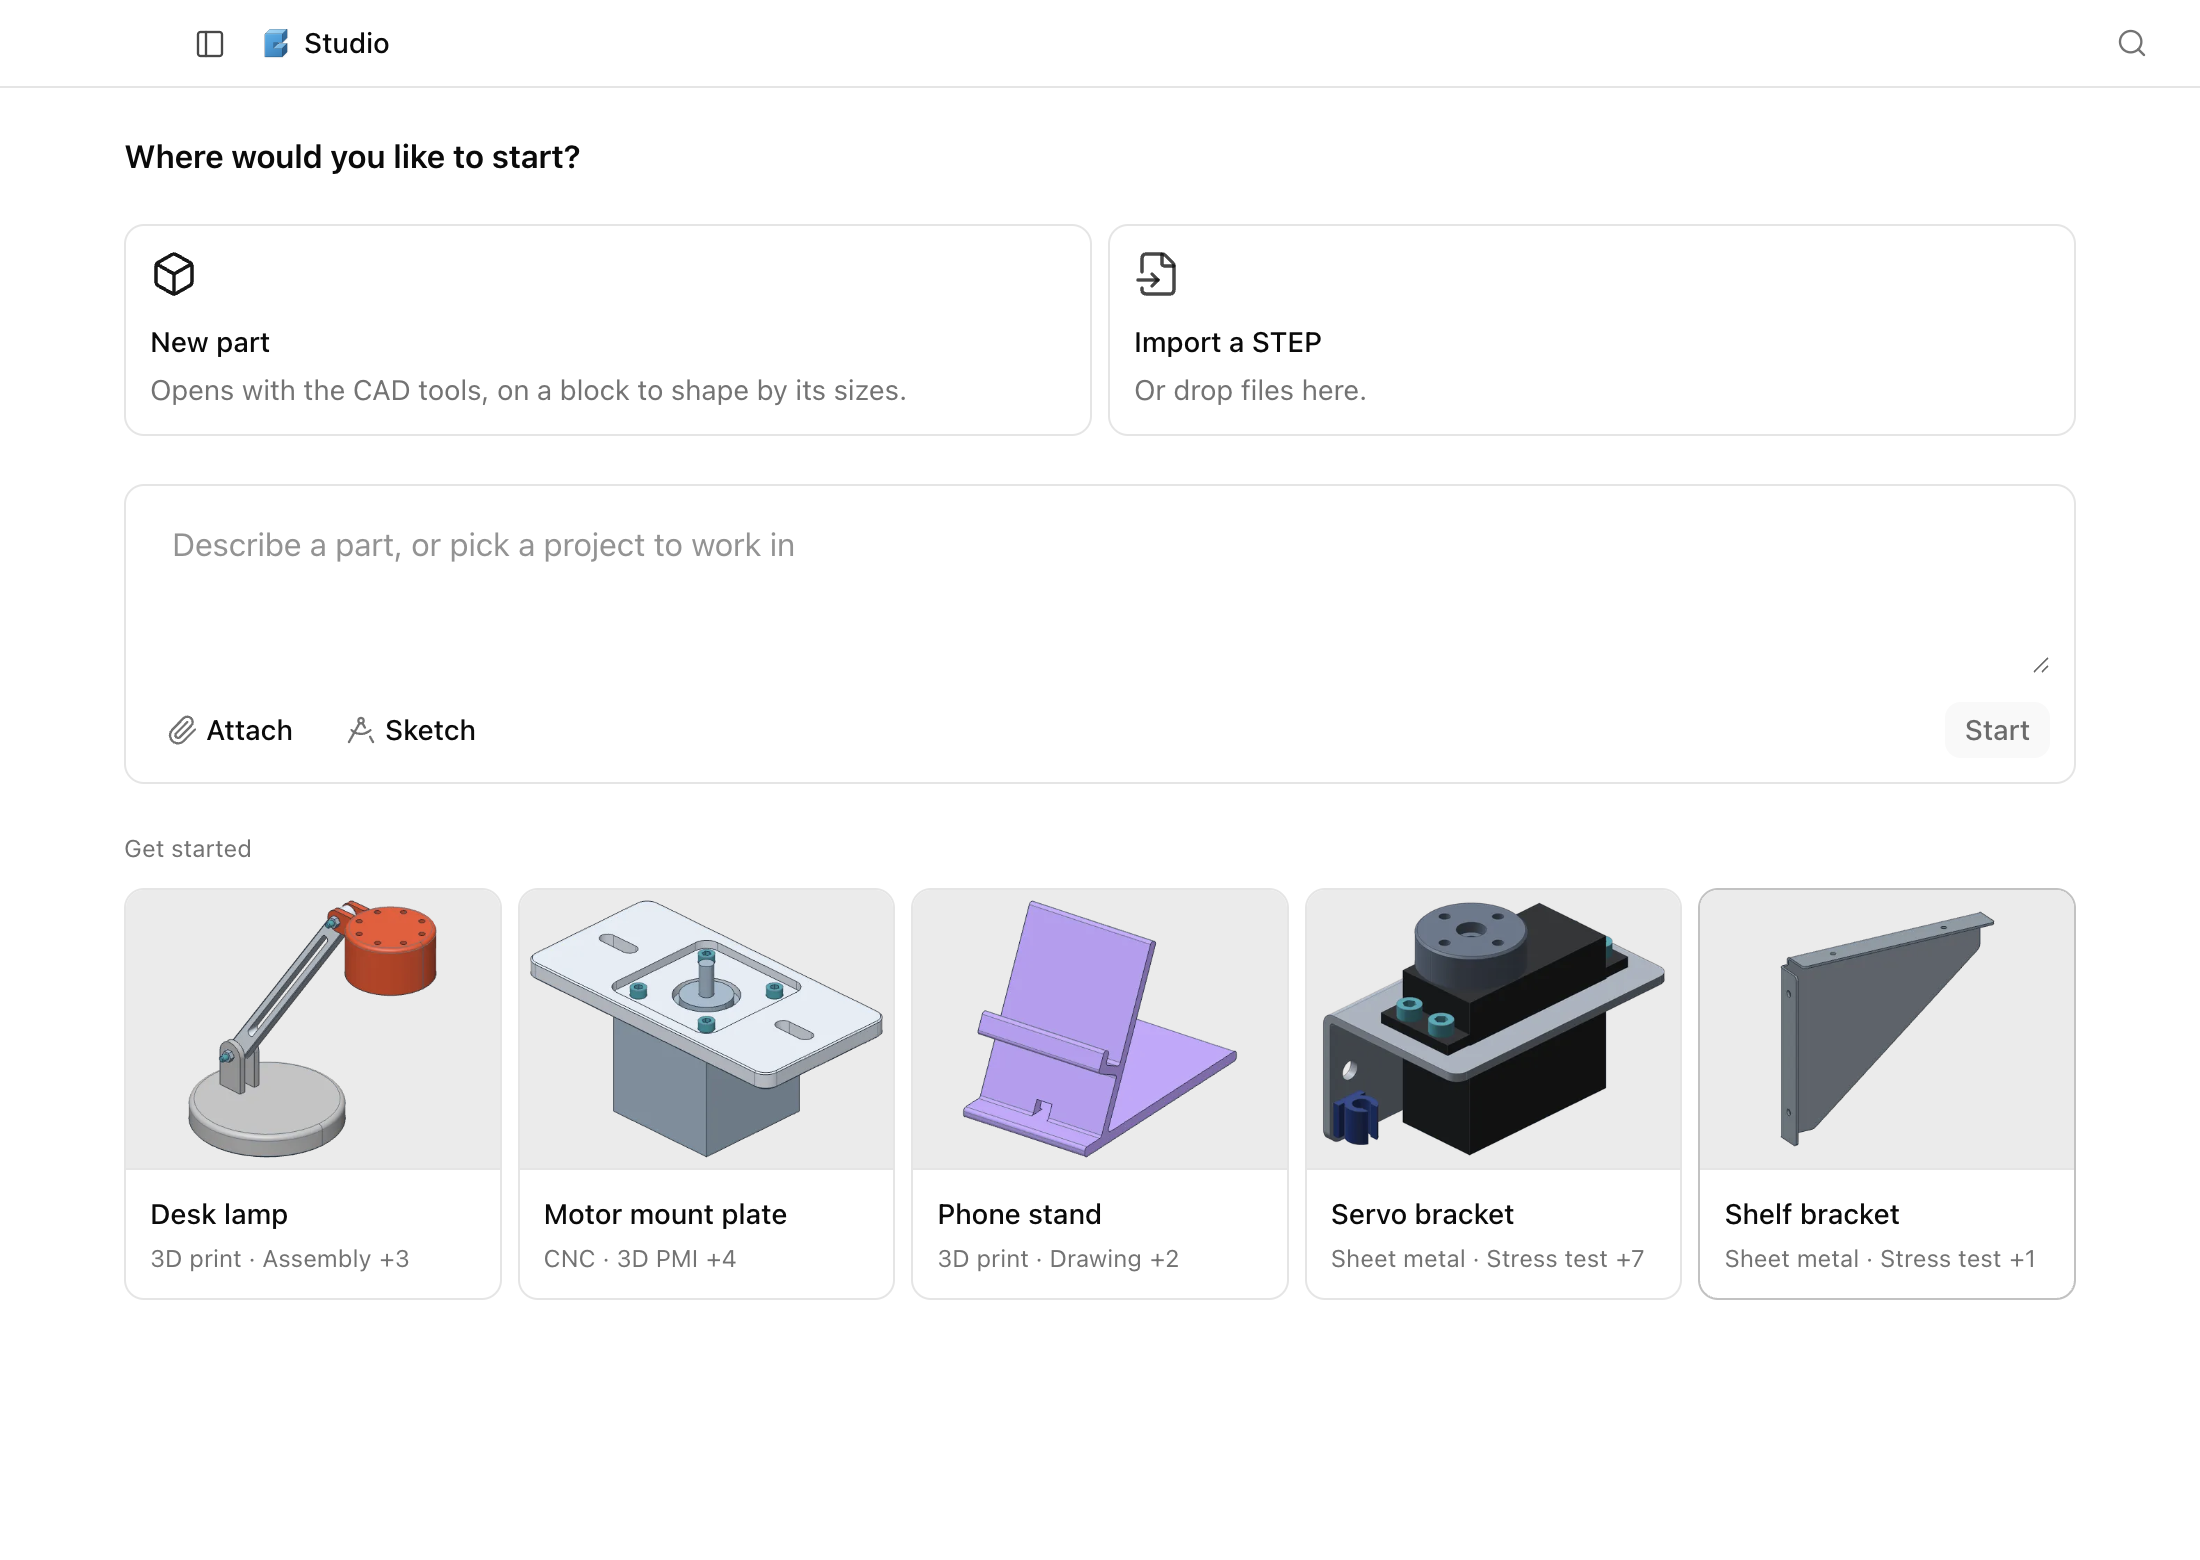 Studio
Where would you like to start?
New part
Opens with the CAD tools, on a block to shape by its sizes.
Import a STEP
Or drop files here.
Describe a part, or pick a project to work in
Attach
Sketch
Start
Get started
Desk lamp
3D print · Assembly +3
Motor mount plate
CNC · 3D PMI +4
Phone stand
3D print · Drawing +2
Servo bracket
Sheet metal · Stress test +7
Shelf bracket
Sheet metal · Stress test +1